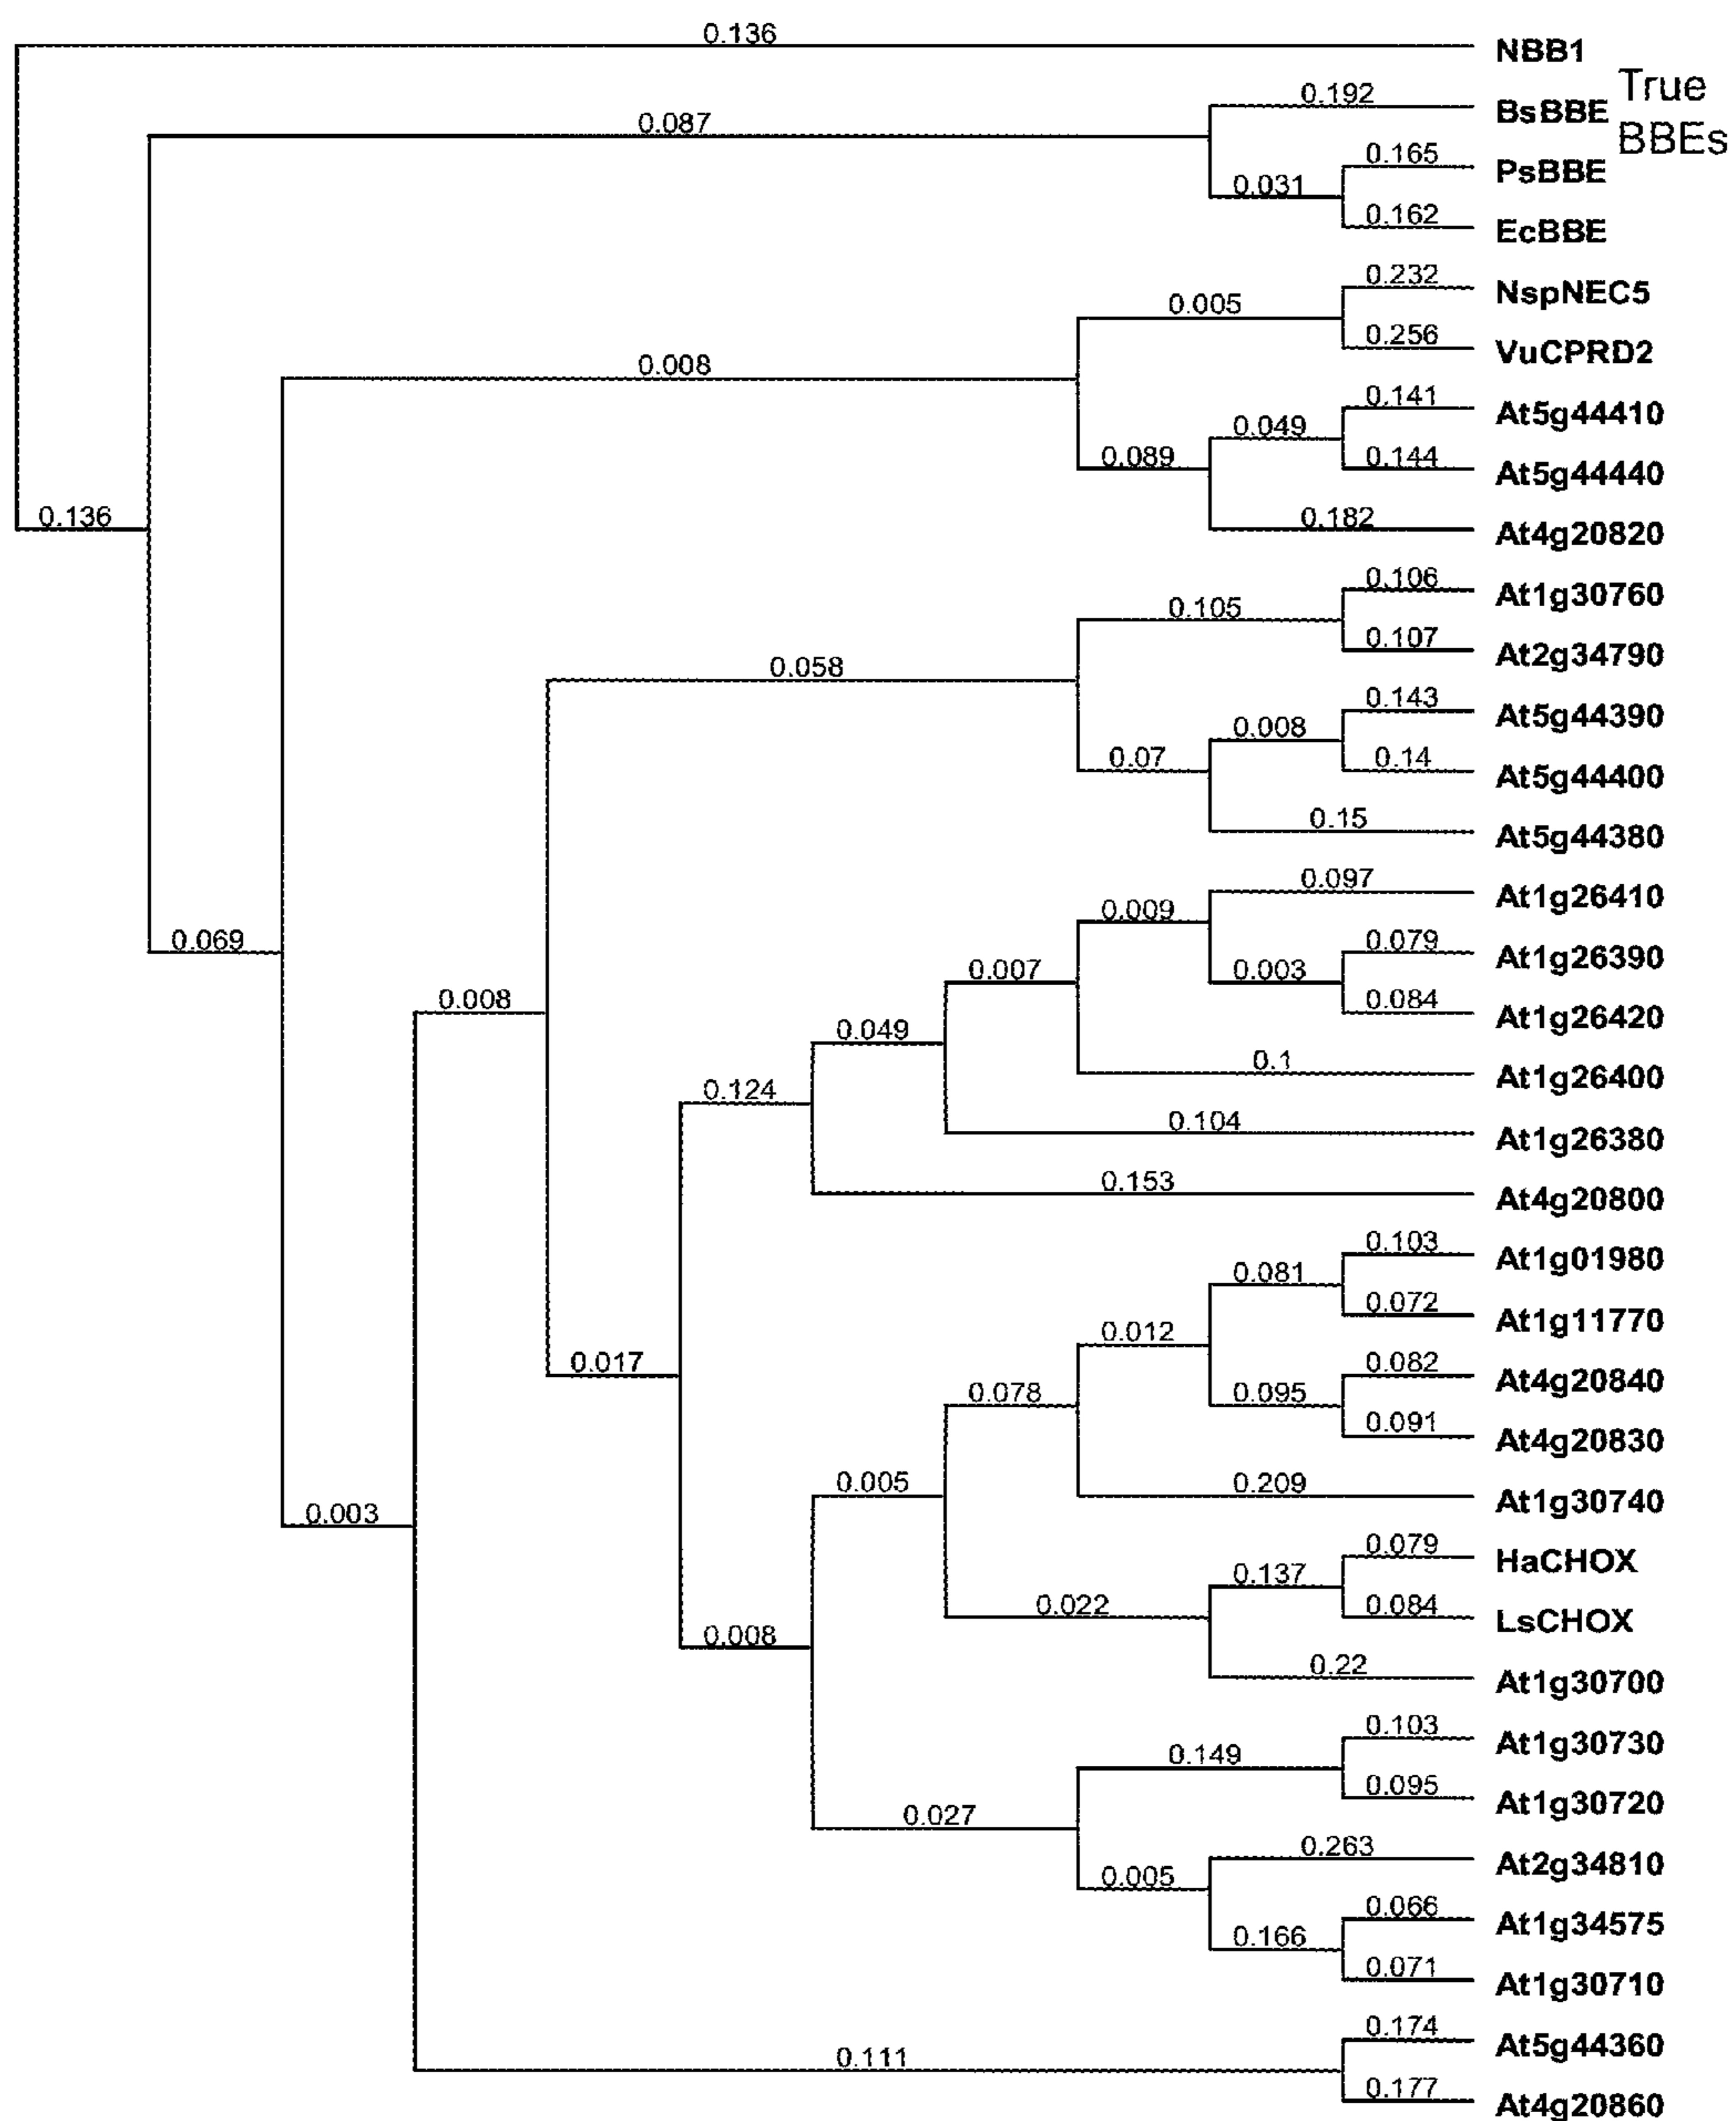 0.136
NBB1
True
BBEs
0.192
BsBBE
0.087
0.165
PsBBE
0.031
0.162
EcBBE
0.232
NspNEC5
0.005
0.256
VuCPRD2
0.008
0.141
At5g44410
0.049
0.144
At5g44440
0.089
0.182
At4g20820
0.136
0.106
At1g30760
0.105
0.107
At2g34790
0.058
0.143
At5g44390
0.008
0.14
At5g44400
0.07
0.15
At5g44380
0.097
At1g26410
0.009
0.079
At1g26390
0.069
0.007
0.003
0.084
At1g26420
0.008
0.049
0.1
At1g26400
0.124
0.104
At1g26380
0.153
At4g20800
0.103
At1g01980
0.081
0.072
At1g11770
0.012
0.082
At4g20840
0.017
0.078
0.095
0.091
At4g20830
0.005
0.209
At1g30740
0.003
0.079
HaCHOX
0.137
0.084
LsCHOX
0.022
0.008
0.22
At1g30700
0.103
At1g30730
0.149
0.095
At1g30720
0.027
0.263
At2g34810
0.005
0.066
At1g34575
0.166
0.071
At1g30710
0.174
At5g44360
0.111
0.177
At4g20860